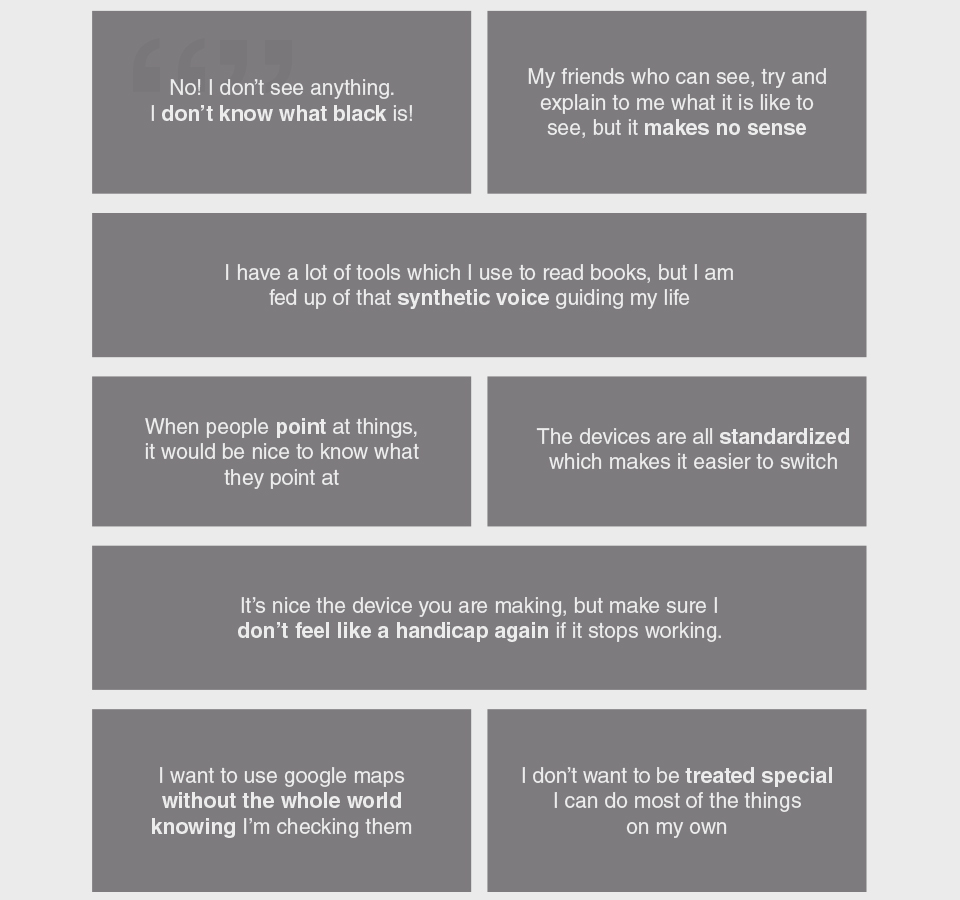 No! I don’t see anything.
I don’t know what black is!
My friends who can see, try and
explain to me what it is like to
see, but it makes no sense
I have a lot of tools which I use to read books, but I am
fed up of that synthetic voice guiding my life
When people point at things,
it would be nice to know what
they point at
The devices are all standardized
which makes it easier to switch
It’s nice the device you are making, but make sure I
don’t feel like a handicap again if it stops working.
I want to use google maps
without the whole world
knowing I’m checking them
I don’t want to be treated special
I can do most of the things
on my own